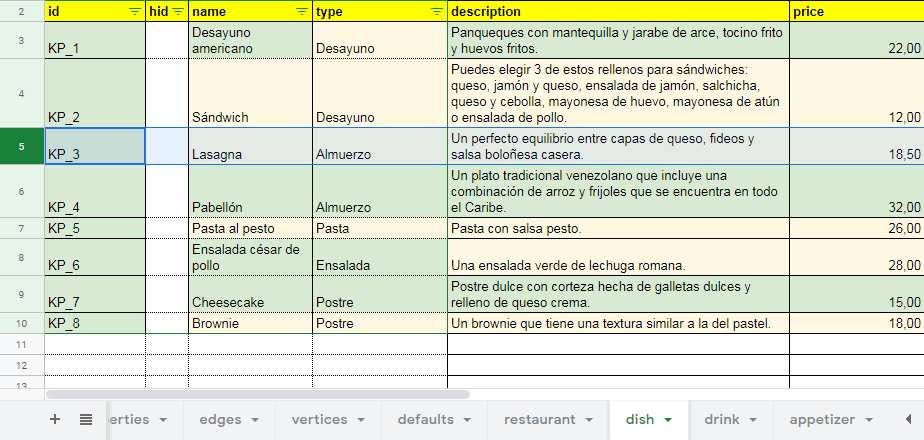 2 id hid name type description price
3 KP_1 Desayuno americano Desayuno Panqueques con mantequilla y jarabe de arce, tocino frito
y huevos fritos. 22,00
4 KP_2 Sándwich Desayuno Puedes elegir 3 de estos rellenos para sándwiches:
queso, jamón y queso, ensalada de jamón, salchicha,
queso y cebolla, mayonesa de huevo, mayonesa de atún
o ensalada de pollo. 12,00
5 KP_3 Lasagna Almuerzo Un perfecto equilibrio entre capas de queso, fideos y
salsa boloñesa casera. 18,50
6 KP_4 Pabellón Almuerzo Un plato tradicional venezolano que incluye una
combinación de arroz y frijoles que se encuentra en todo
el Caribe. 32,00
7 KP_5 Pasta al pesto Pasta Pasta con salsa pesto. 26,00
8 KP_6 Ensalada césar de
pollo Ensalada Una ensalada verde de lechuga romana. 28,00
9 KP_7 Cheesecake Postre Postre dulce con corteza hecha de galletas dulces y
relleno de queso crema. 15,00
10 KP_8 Brownie Postre Un brownie que tiene una textura similar a la del pastel. 18,00
11
12
13
erties edges vertices defaults restaurant dish drink appetizer